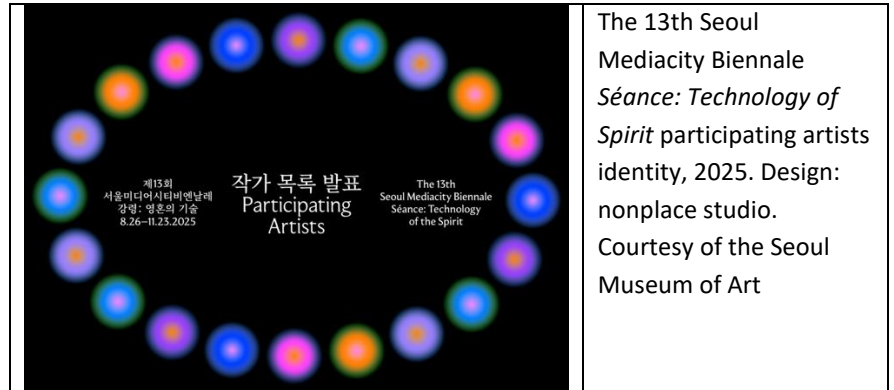 제13회
서울미디어시티비엔날레
강령: 영혼의 기술
8.26–11.23.2025
작가 목록 발표
Participating
Artists
The 13th
Seoul Mediacity Biennale
Séance: Technology
of the Spirit
The 13th Seoul
Mediacity Biennale
Séance: Technology of
Spirit participating artists
identity, 2025. Design:
nonplace studio.
Courtesy of the Seoul
Museum of Art